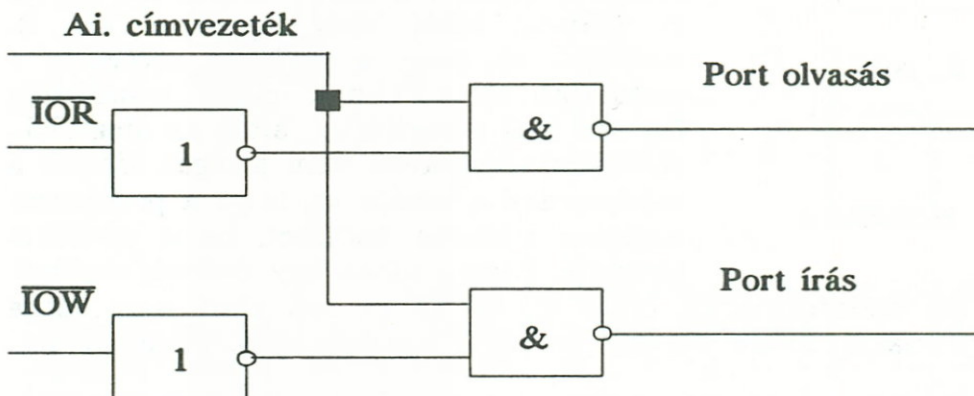 Ai. címvezeték
Port olvasás
IOR
&
1
Port írás
IOW
&
1